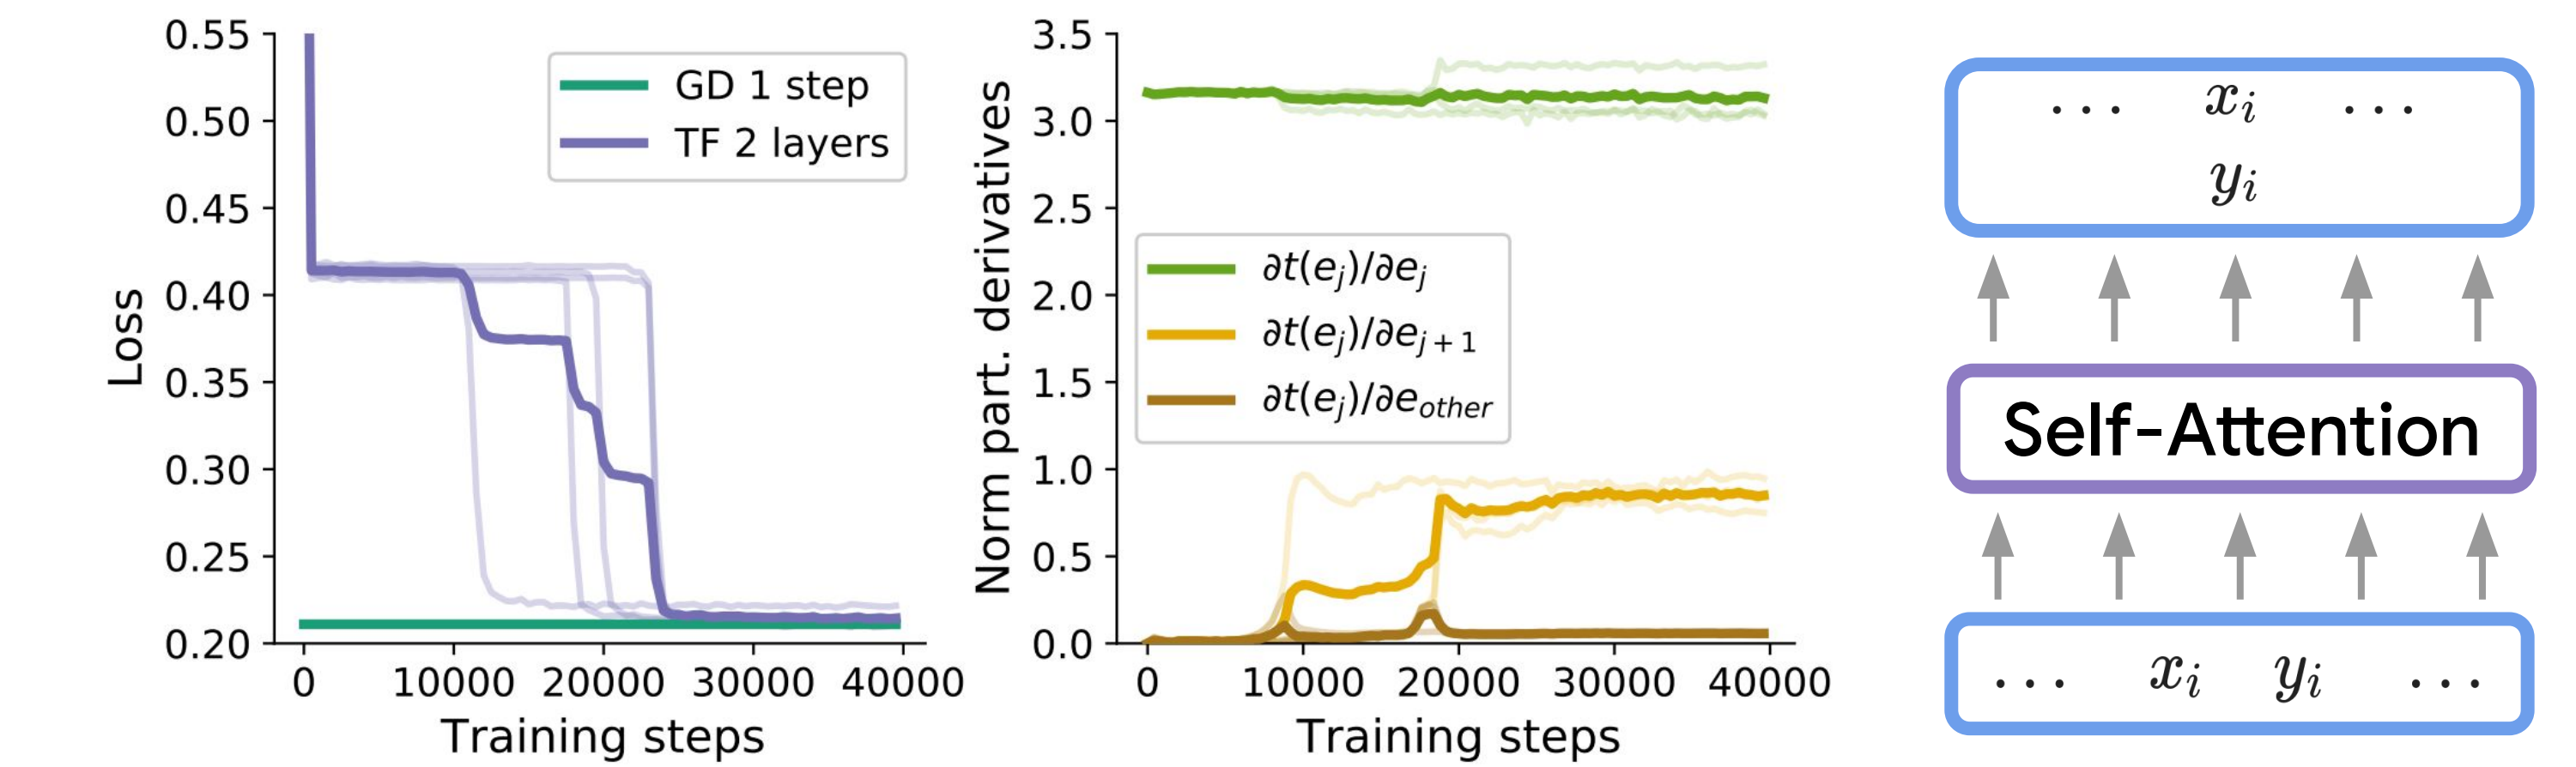 0.55
0.50
0.45
0.40
0.35
0.30
0.25
0.20
Loss
GD 1 step
TF 2 layers
0 10000 20000 30000 40000
Training steps
3.5
3.0
2.5
2.0
1.5
1.0
0.5
0.0
Norm part. derivatives
∂t(e_j)/∂e_j
∂t(e_j)/∂e_{j+1}
∂t(e_j)/∂e_{other}
0 10000 20000 30000 40000
Training steps
... x_i ...
y_i
Self-Attention
... x_i y_i ...